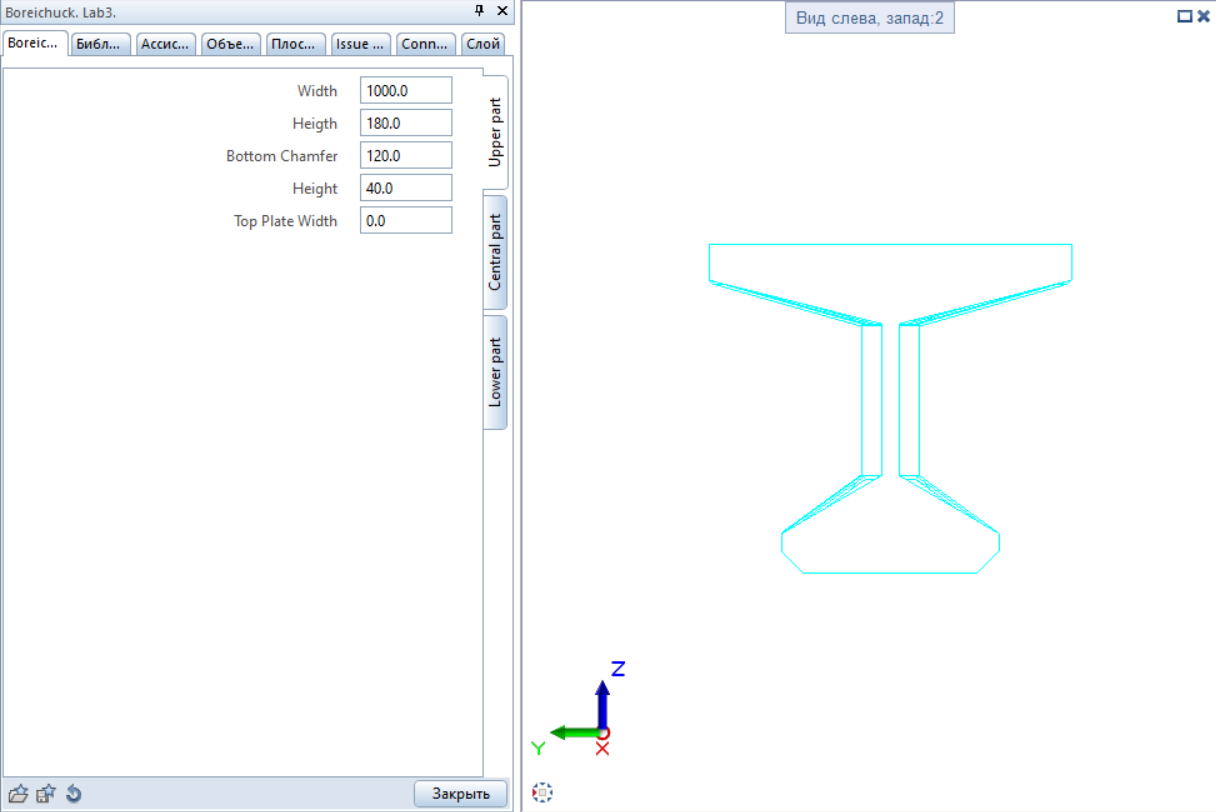 Boreichuck. Lab3.
Boreic... Библ... Ассис... Объе... Плос... Issue ... Conn... Слой
Width 1000.0
Heigth 180.0
Bottom Chamfer 120.0
Height 40.0
Top Plate Width 0.0
Upper part
Central part
Lower part
Закрыть
Вид слева, запад:2
Z
Y
X